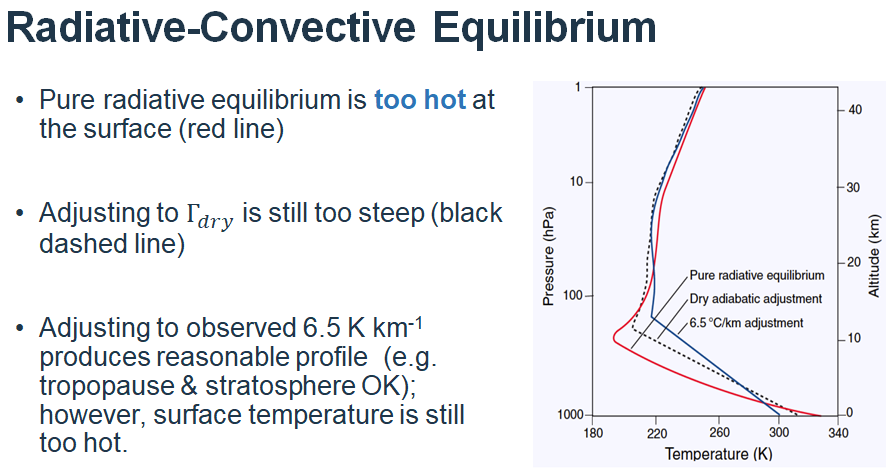 Radiative-Convective Equilibrium
• Pure radiative equilibrium is too hot at
the surface (red line)
• Adjusting to Γdry is still too steep (black
dashed line)
• Adjusting to observed 6.5 K km-1
produces reasonable profile (e.g.
tropopause & stratosphere OK);
however, surface temperature is still
too hot.
Pressure (hPa)
1
10
100
1000
Pure radiative equilibrium
Dry adiabatic adjustment
6.5 °C/km adjustment
40
30
20
10
0
Altitude (km)
180 220 260 300 340
Temperature (K)